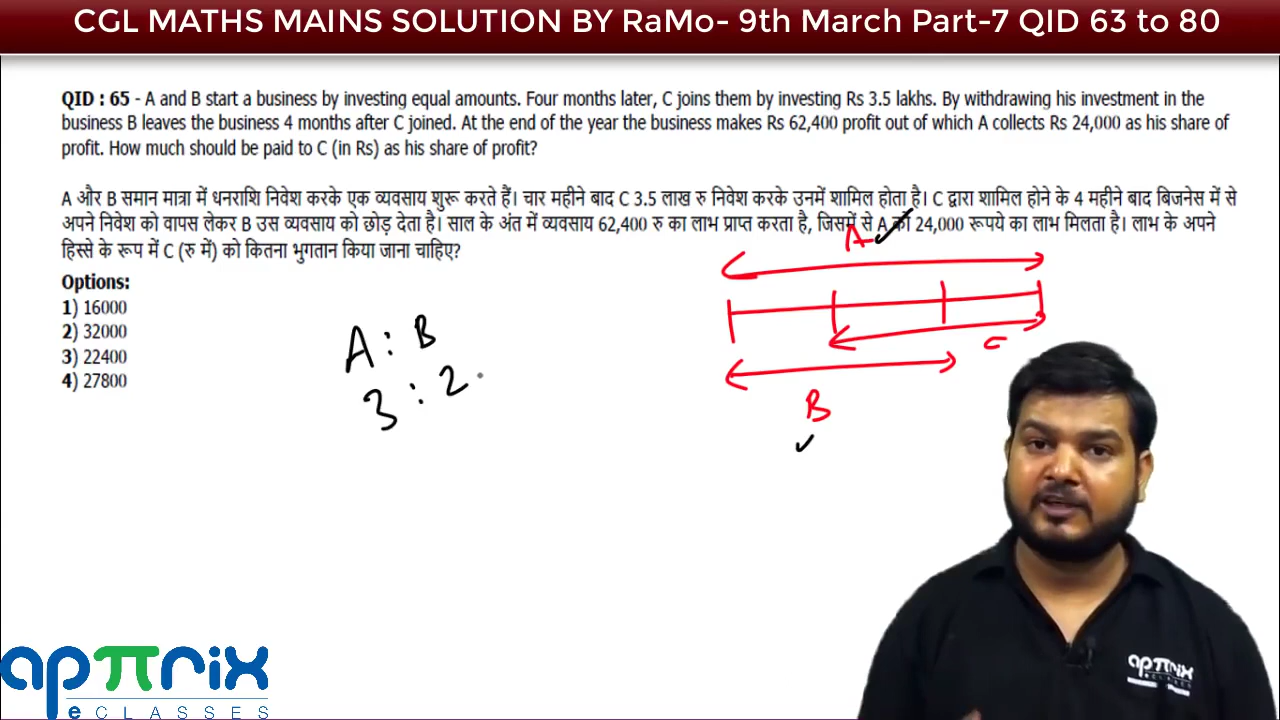 CGL MATHS MAINS SOLUTION BY RaMo- 9th March Part-7 QID 63 to 80
QID : 65 - A and B start a business by investing equal amounts. Four months later, C joins them by investing Rs 3.5 lakhs. By withdrawing his investment in the
business B leaves the business 4 months after C joined. At the end of the year the business makes Rs 62,400 profit out of which A collects Rs 24,000 as his share of
profit. How much should be paid to C (in Rs) as his share of profit?
A और B समान मात्रा में धनराशि निवेश करके एक व्यवसाय शुरू करते हैं। चार महीने बाद C 3.5 लाख रु निवेश करके उनमें शामिल होता है। C द्वारा शामिल होने के 4 महीने बाद बिजनेस में से
अपने निवेश को वापस लेकर B उस व्यवसाय को छोड़ देता है। साल के अंत में व्यवसाय 62,400 रु का लाभ प्राप्त करता है, जिसमें से A को 24,000 रूपये का लाभ मिलता है। लाभ के अपने
हिस्से के रूप में C (रु में) को कितना भुगतान किया जाना चाहिए?
Options:
1) 16000
2) 32000
3) 22400
4) 27800
A : B
3 : 2
A
C
B
apπrix
eCLASSES
apπrix
eCLASSES